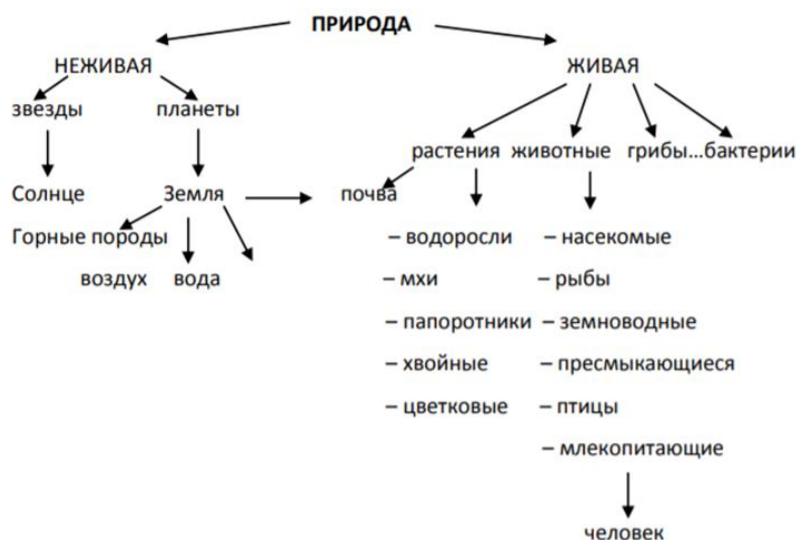 ПРИРОДА
НЕЖИВАЯ ЖИВАЯ
звезды планеты
растения животные грибы...бактерии
Солнце Земля почва
Горные породы – водоросли – насекомые
воздух вода – мхи – рыбы
– папоротники – земноводные
– хвойные – пресмыкающиеся
– цветковые – птицы
– млекопитающие
человек